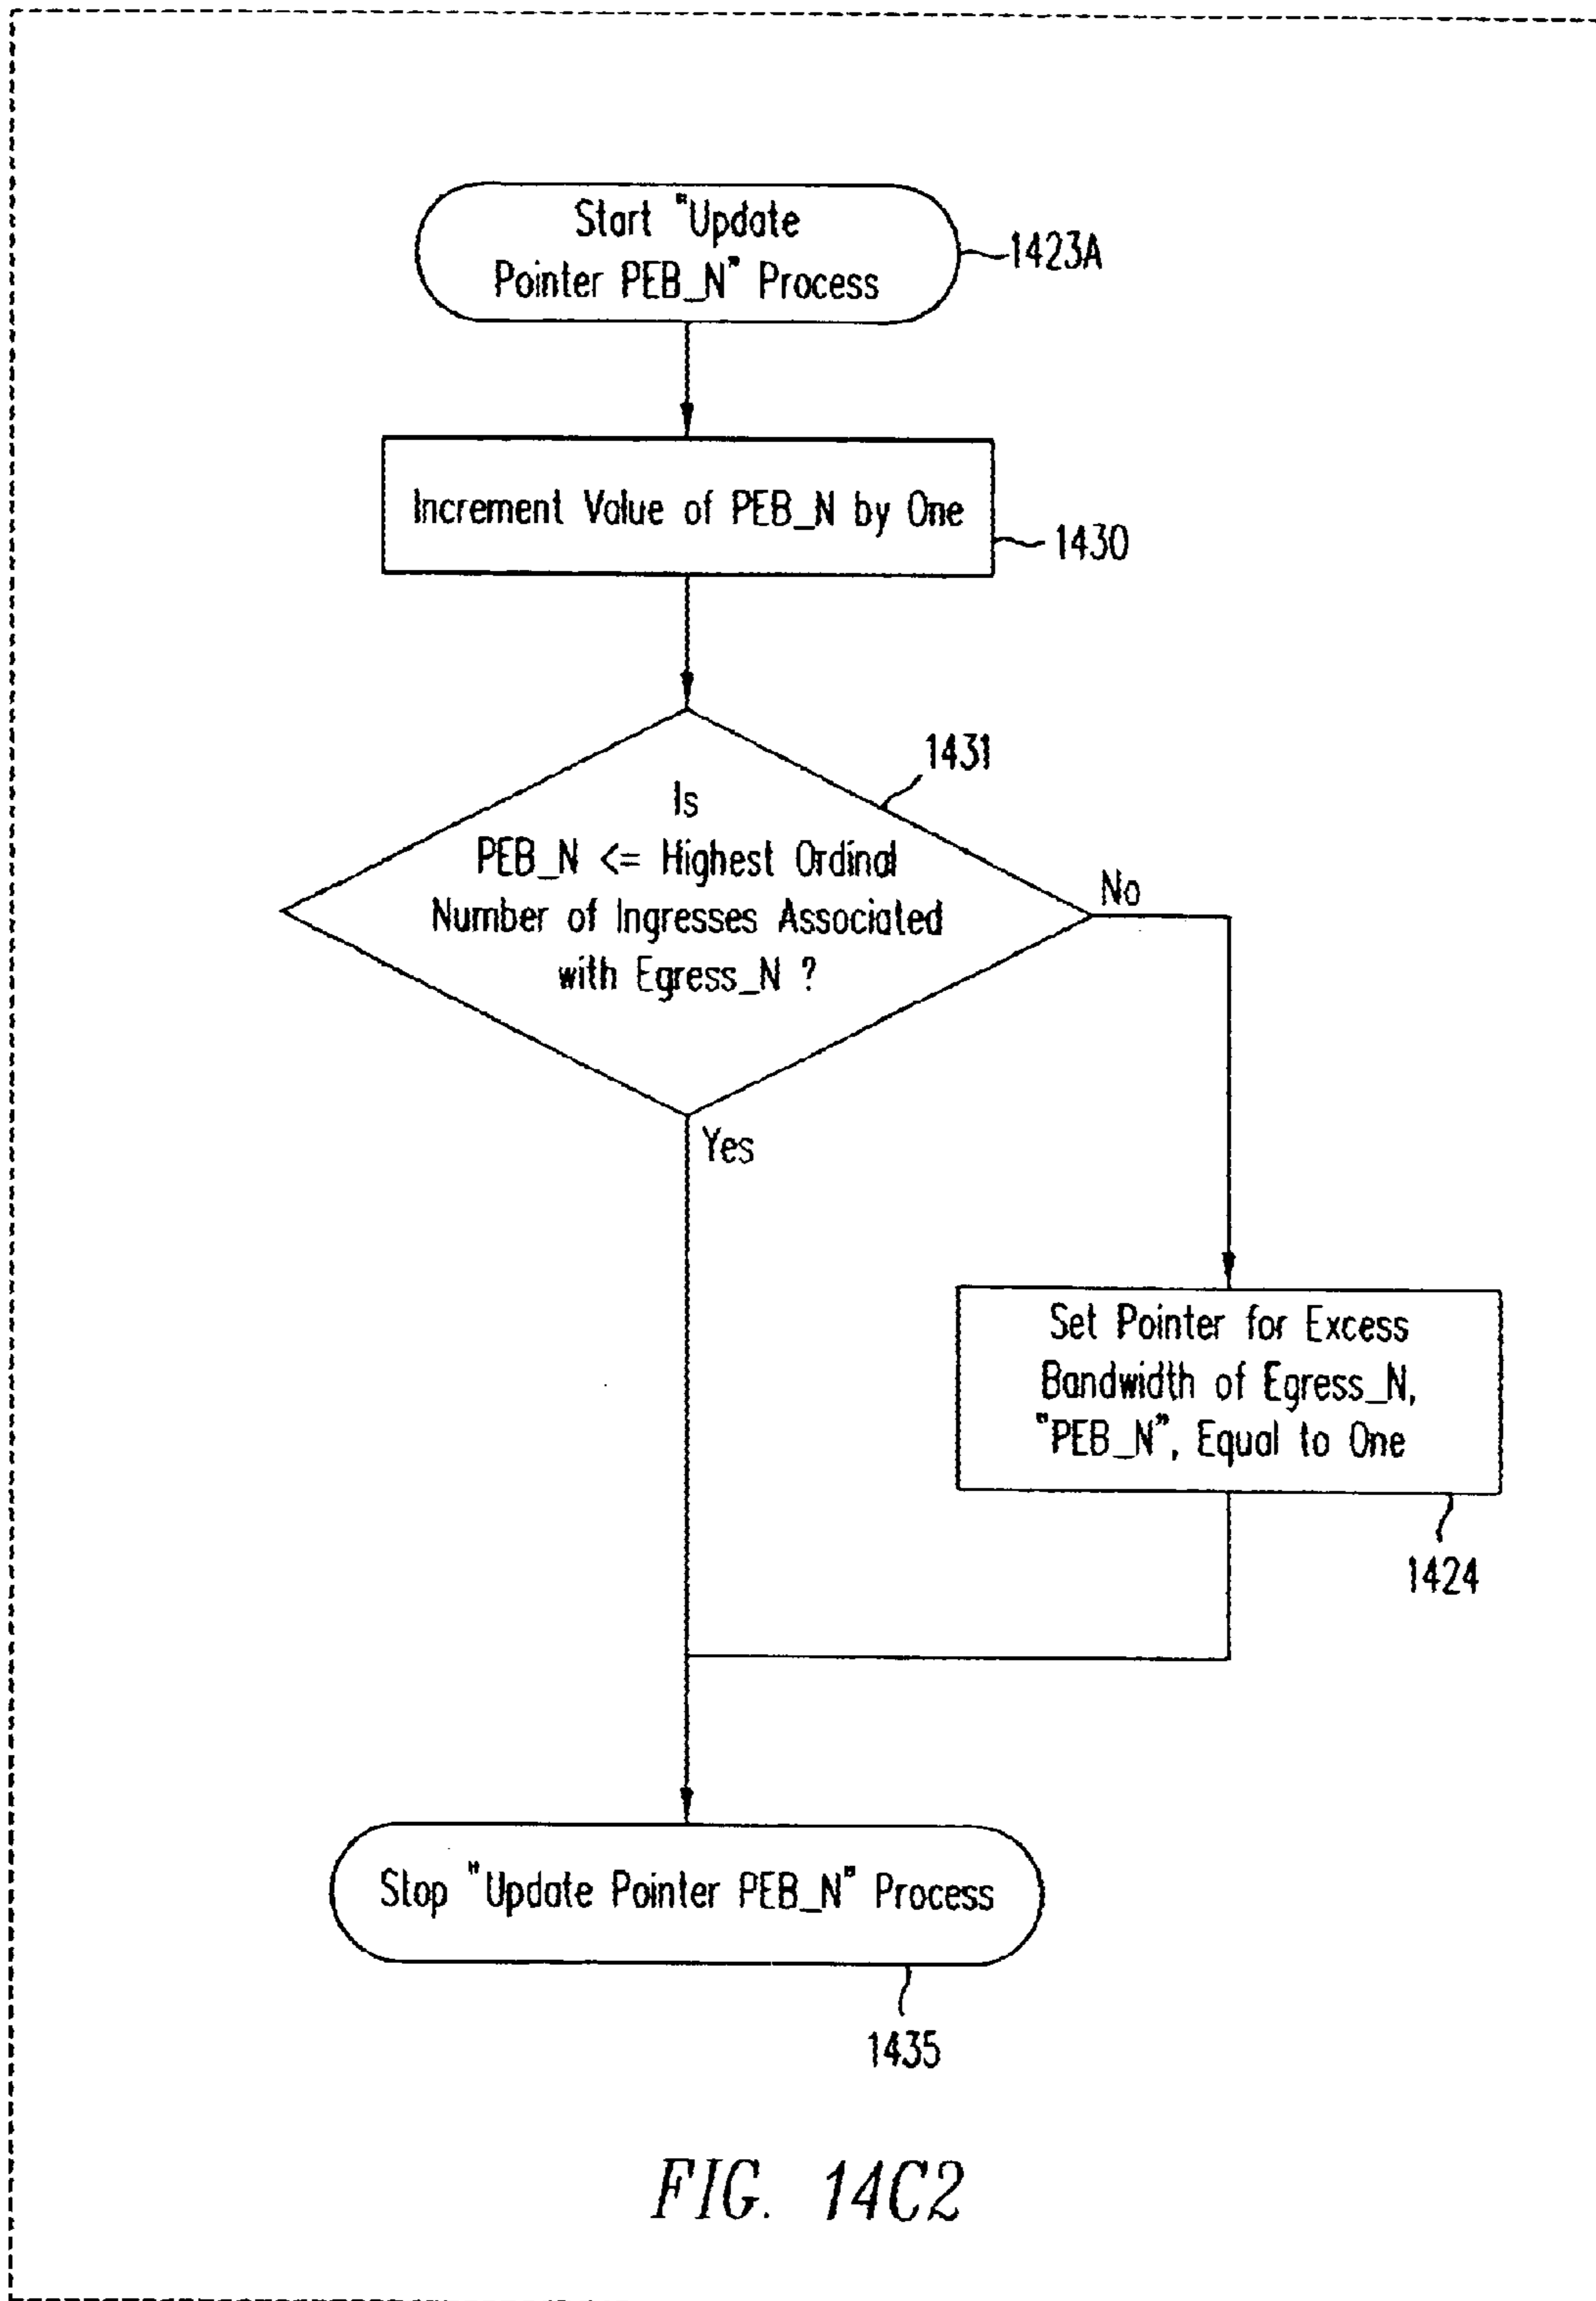 Start "Update
Pointer PEB_N" Process
1423A
Increment Value of PEB_N by One
1430
1431
Is
PEB_N <= Highest Ordinal
Number of Ingresses Associated
with Egress_N ?
No
Yes
Set Pointer for Excess
Bandwidth of Egress_N,
"PEB_N", Equal to One
1424
Stop "Update Pointer PEB_N" Process
1435
FIG. 14C2